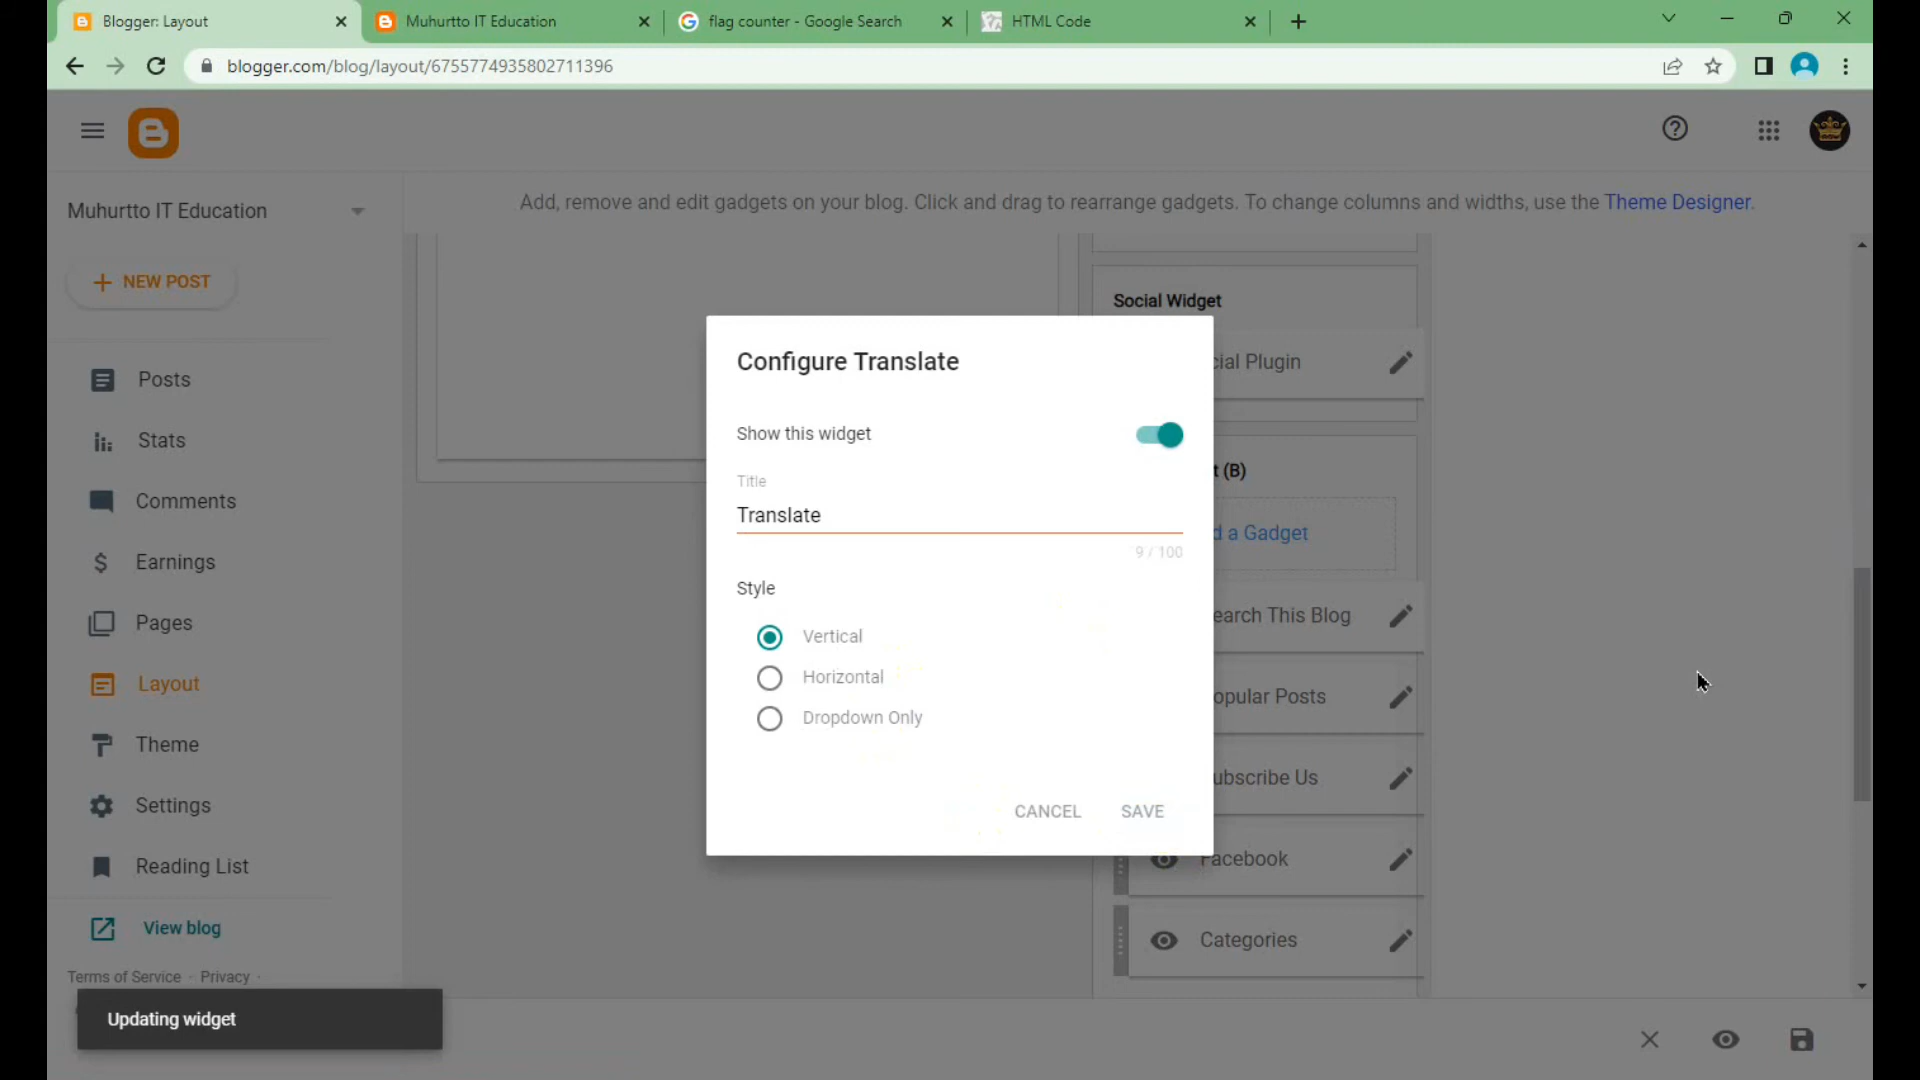 Blogger: Layout
Muhurtto IT Education
flag counter - Google Search
HTML Code
blogger.com/blog/layout/6755774935802711396
Muhurtto IT Education
Add, remove and edit gadgets on your blog. Click and drag to rearrange gadgets. To change columns and widths, use the Theme Designer.
NEW POST
Posts
Stats
Comments
Earnings
Pages
Layout
Theme
Settings
Reading List
View blog
Terms of Service · Privacy ·
Updating widget
Configure Translate
Show this widget
Title
Translate
9 / 100
Style
Vertical
Horizontal
Dropdown Only
CANCEL SAVE
Social Widget
cial Plugin
t (B)
d a Gadget
earch This Blog
opular Posts
ubscribe Us
Facebook
Categories